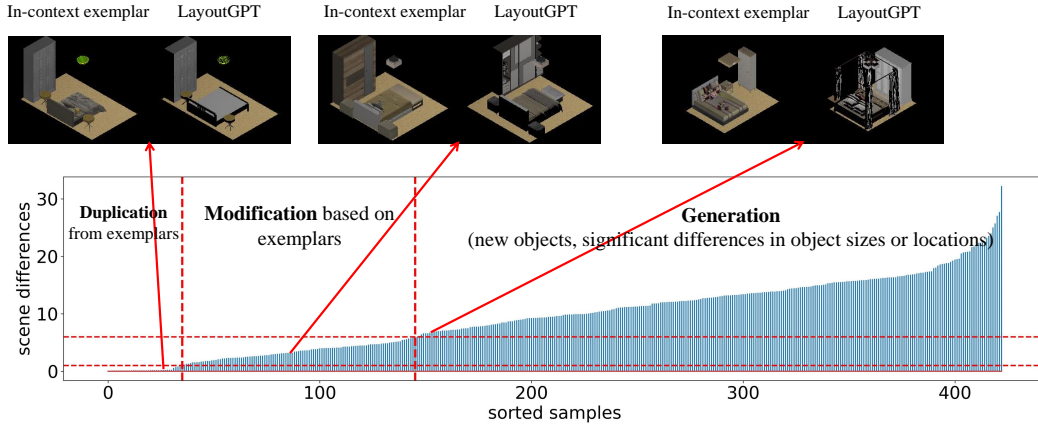 In-context exemplar LayoutGPT In-context exemplar LayoutGPT In-context exemplar LayoutGPT
Duplication
from exemplars
Modification based on
exemplars
Generation
(new objects, significant differences in object sizes or locations)
scene differences
30
20
10
0
0 100 200 300 400
sorted samples